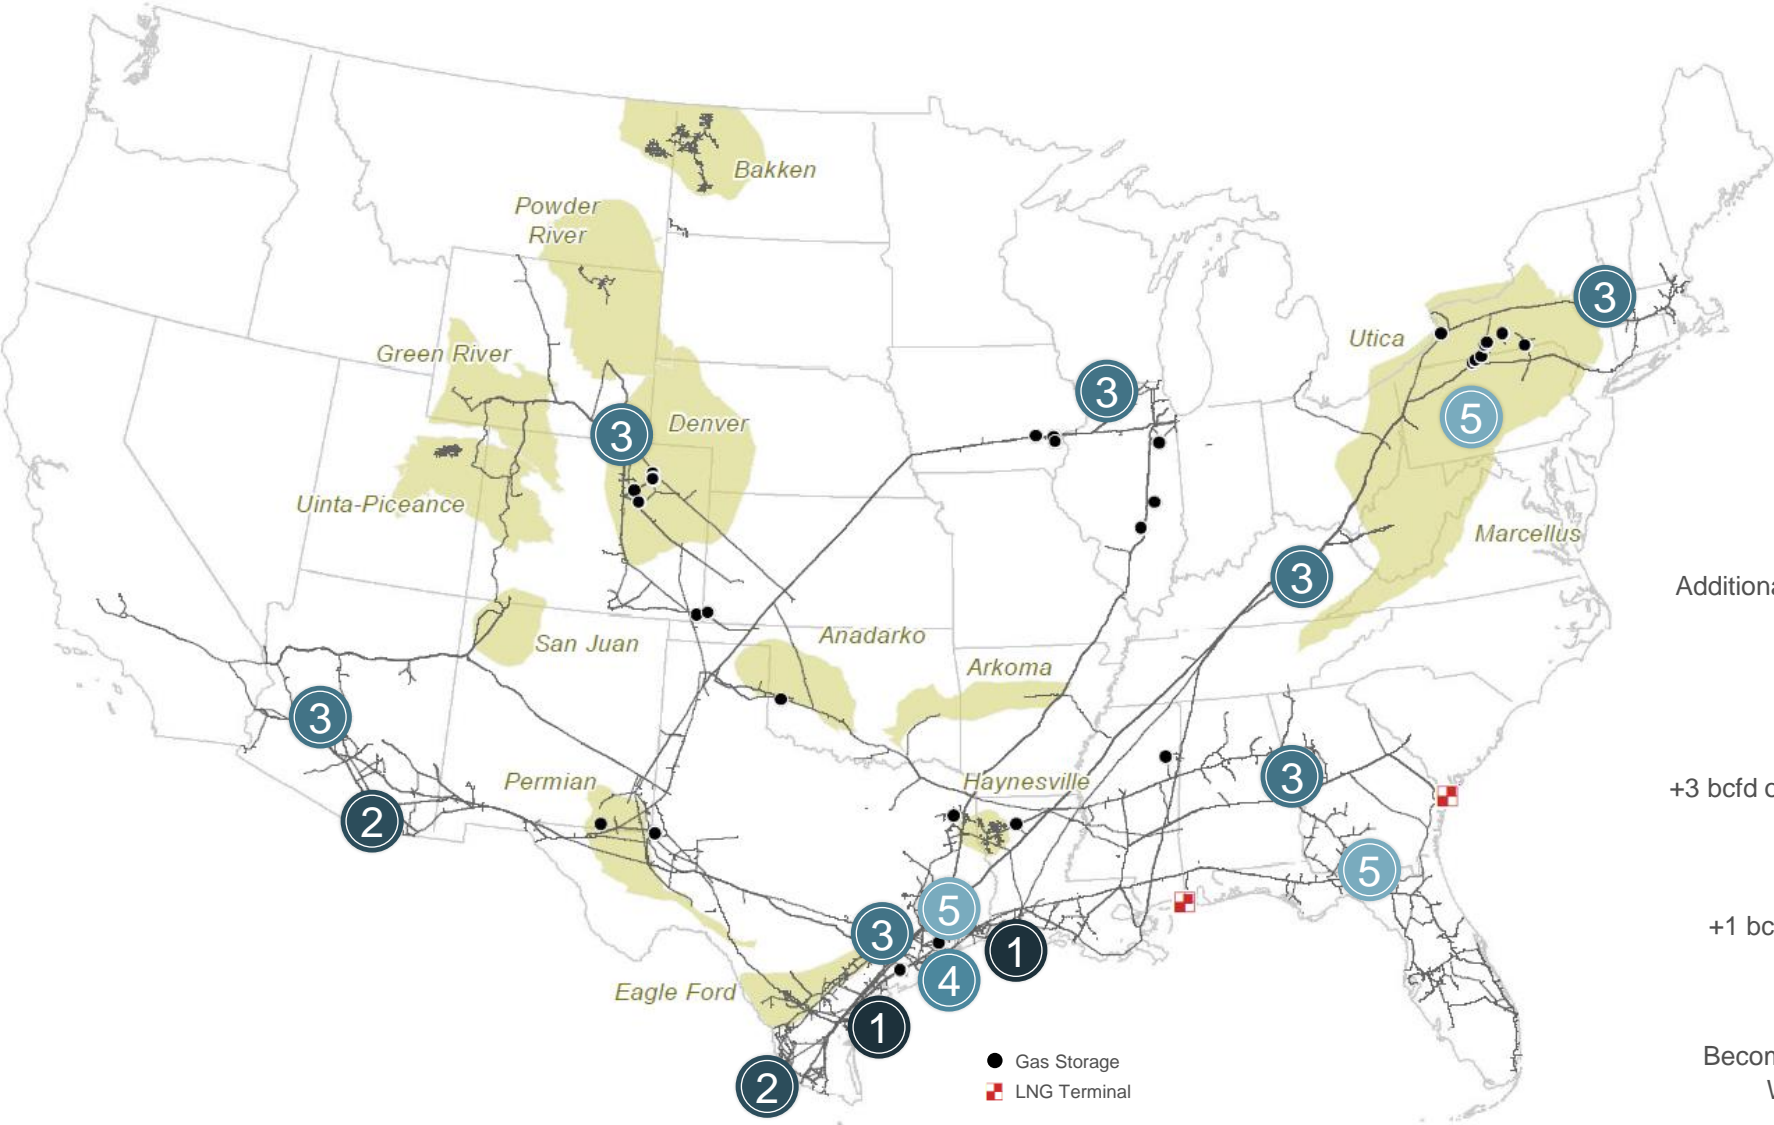 Bakken
Powder
River
3
Utica
Green River
3
5
Denver
3
Uinta-Piceance
Marcellus
3
Additiona
Anadarko
San Juan
Arkoma
3
Permian
Haynesville
3
+3 bcfd o
2
5
5
3
+1 bc
1
4
Eagle Ford
1
Gas Storage
Becom
2
LNG Terminal